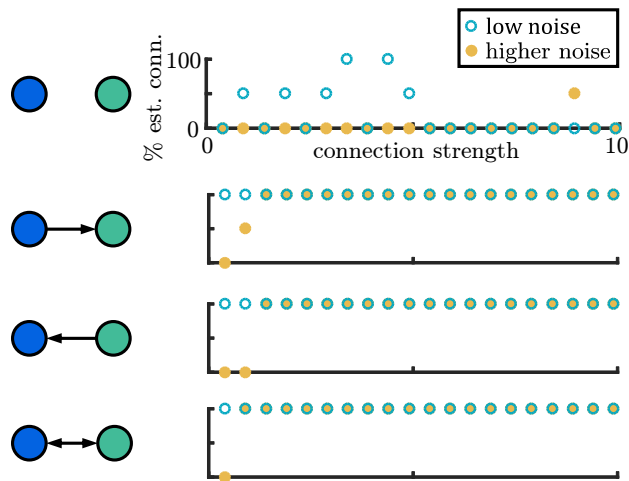 low noise
higher noise
% est. conn.
100
0
0
connection strength
10